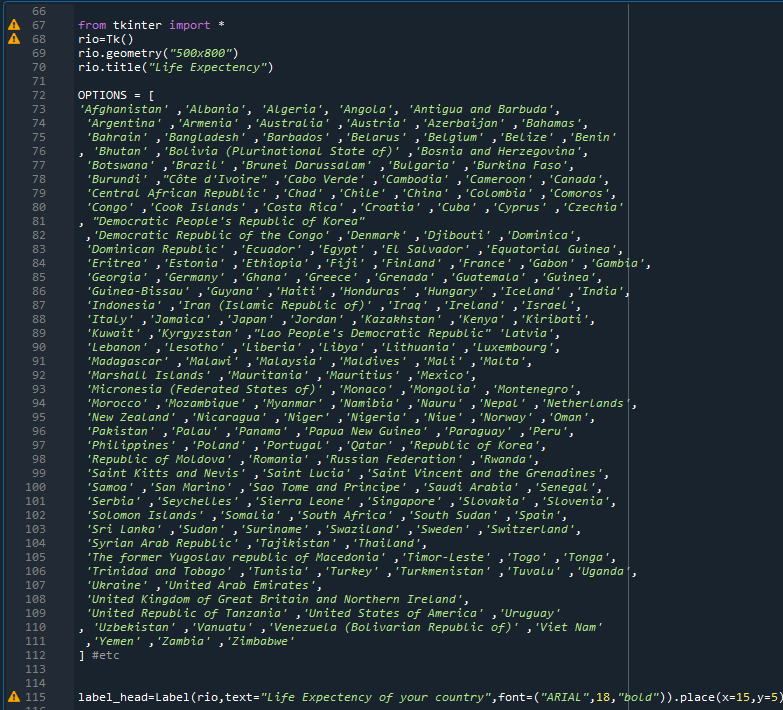 66
67 from tkinter import *
68 rio=Tk()
69 rio.geometry("500x800")
70 rio.title("Life Expectency")
71
72 OPTIONS = [
73 'Afghanistan' ,'Albania', 'Algeria', 'Angola', 'Antigua and Barbuda',
74 'Argentina' ,'Armenia' ,'Australia' ,'Austria' ,'Azerbaijan' ,'Bahamas',
75 'Bahrain' ,'Bangladesh' ,'Barbados' ,'Belarus' ,'Belgium' ,'Belize' ,'Benin'
76 , 'Bhutan' ,'Bolivia (Plurinational State of)' ,'Bosnia and Herzegovina',
77 'Botswana' ,'Brazil' ,'Brunei Darussalam' ,'Bulgaria' ,'Burkina Faso',
78 'Burundi' ,"Côte d'Ivoire" ,'Cabo Verde' ,'Cambodia' ,'Cameroon' ,'Canada',
79 'Central African Republic' ,'Chad' ,'Chile' ,'China' ,'Colombia' ,'Comoros',
80 'Congo' ,'Cook Islands' ,'Costa Rica' ,'Croatia' ,'Cuba' ,'Cyprus' ,'Czechia'
81 , "Democratic People's Republic of Korea"
82 ,'Democratic Republic of the Congo' ,'Denmark' ,'Djibouti' ,'Dominica',
83 'Dominican Republic' ,'Ecuador' ,'Egypt' ,'El Salvador' ,'Equatorial Guinea',
84 'Eritrea' ,'Estonia' ,'Ethiopia' ,'Fiji' ,'Finland' ,'France' ,'Gabon' ,'Gambia',
85 'Georgia' ,'Germany' ,'Ghana' ,'Greece' ,'Grenada' ,'Guatemala' ,'Guinea',
86 'Guinea-Bissau' ,'Guyana' ,'Haiti' ,'Honduras' ,'Hungary' ,'Iceland' ,'India',
87 'Indonesia' ,'Iran (Islamic Republic of)' ,'Iraq' ,'Ireland' ,'Israel',
88 'Italy' ,'Jamaica' ,'Japan' ,'Jordan' ,'Kazakhstan' ,'Kenya' ,'Kiribati',
89 'Kuwait' ,'Kyrgyzstan' ,"Lao People's Democratic Republic" 'Latvia',
90 'Lebanon' ,'Lesotho' ,'Liberia' ,'Libya' ,'Lithuania' ,'Luxembourg',
91 'Madagascar' ,'Malawi' ,'Malaysia' ,'Maldives' ,'Mali' ,'Malta',
92 'Marshall Islands' ,'Mauritania' ,'Mauritius' ,'Mexico',
93 'Micronesia (Federated States of)' ,'Monaco' ,'Mongolia' ,'Montenegro',
94 'Morocco' ,'Mozambique' ,'Myanmar' ,'Namibia' ,'Nauru' ,'Nepal' ,'Netherlands',
95 'New Zealand' ,'Nicaragua' ,'Niger' ,'Nigeria' ,'Niue' ,'Norway' ,'Oman',
96 'Pakistan' ,'Palau' ,'Panama' ,'Papua New Guinea' ,'Paraguay' ,'Peru',
97 'Philippines' ,'Poland' ,'Portugal' ,'Qatar' ,'Republic of Korea',
98 'Republic of Moldova' ,'Romania' ,'Russian Federation' ,'Rwanda',
99 'Saint Kitts and Nevis' ,'Saint Lucia' ,'Saint Vincent and the Grenadines',
100 'Samoa' ,'San Marino' ,'Sao Tome and Principe' ,'Saudi Arabia' ,'Senegal',
101 'Serbia' ,'Seychelles' ,'Sierra Leone' ,'Singapore' ,'Slovakia' ,'Slovenia',
102 'Solomon Islands' ,'Somalia' ,'South Africa' ,'South Sudan' ,'Spain',
103 'Sri Lanka' ,'Sudan' ,'Suriname' ,'Swaziland' ,'Sweden' ,'Switzerland',
104 'Syrian Arab Republic' ,'Tajikistan' ,'Thailand',
105 'The former Yugoslav republic of Macedonia' ,'Timor-Leste' ,'Togo' ,'Tonga',
106 'Trinidad and Tobago' ,'Tunisia' ,'Turkey' ,'Turkmenistan' ,'Tuvalu' ,'Uganda',
107 'Ukraine' ,'United Arab Emirates',
108 'United Kingdom of Great Britain and Northern Ireland',
109 'United Republic of Tanzania' ,'United States of America' ,'Uruguay'
110 , 'Uzbekistan' ,'Vanuatu' ,'Venezuela (Bolivarian Republic of)' ,'Viet Nam'
111 ,'Yemen' ,'Zambia' ,'Zimbabwe'
112 ] #etc
113
114
115 label_head=Label(rio,text="Life Expectency of your country",font=("ARIAL",18,"bold")).place(x=15,y=5)